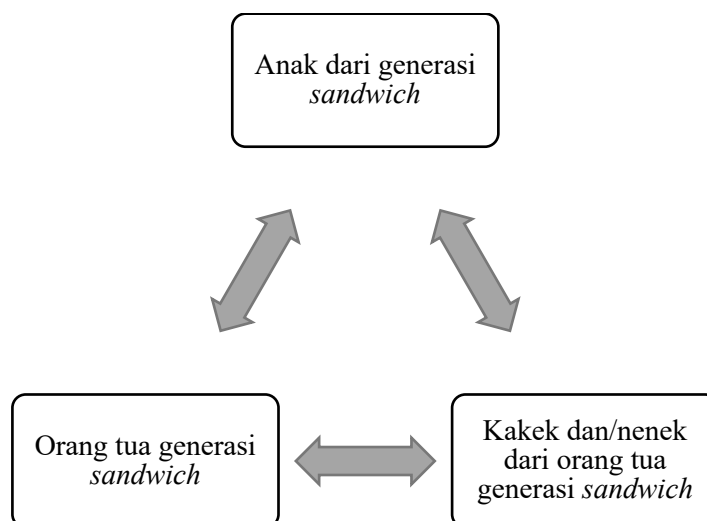 Anak dari generasi
sandwich
Orang tua generasi
sandwich
Kakek dan/nenek
dari orang tua
generasi sandwich